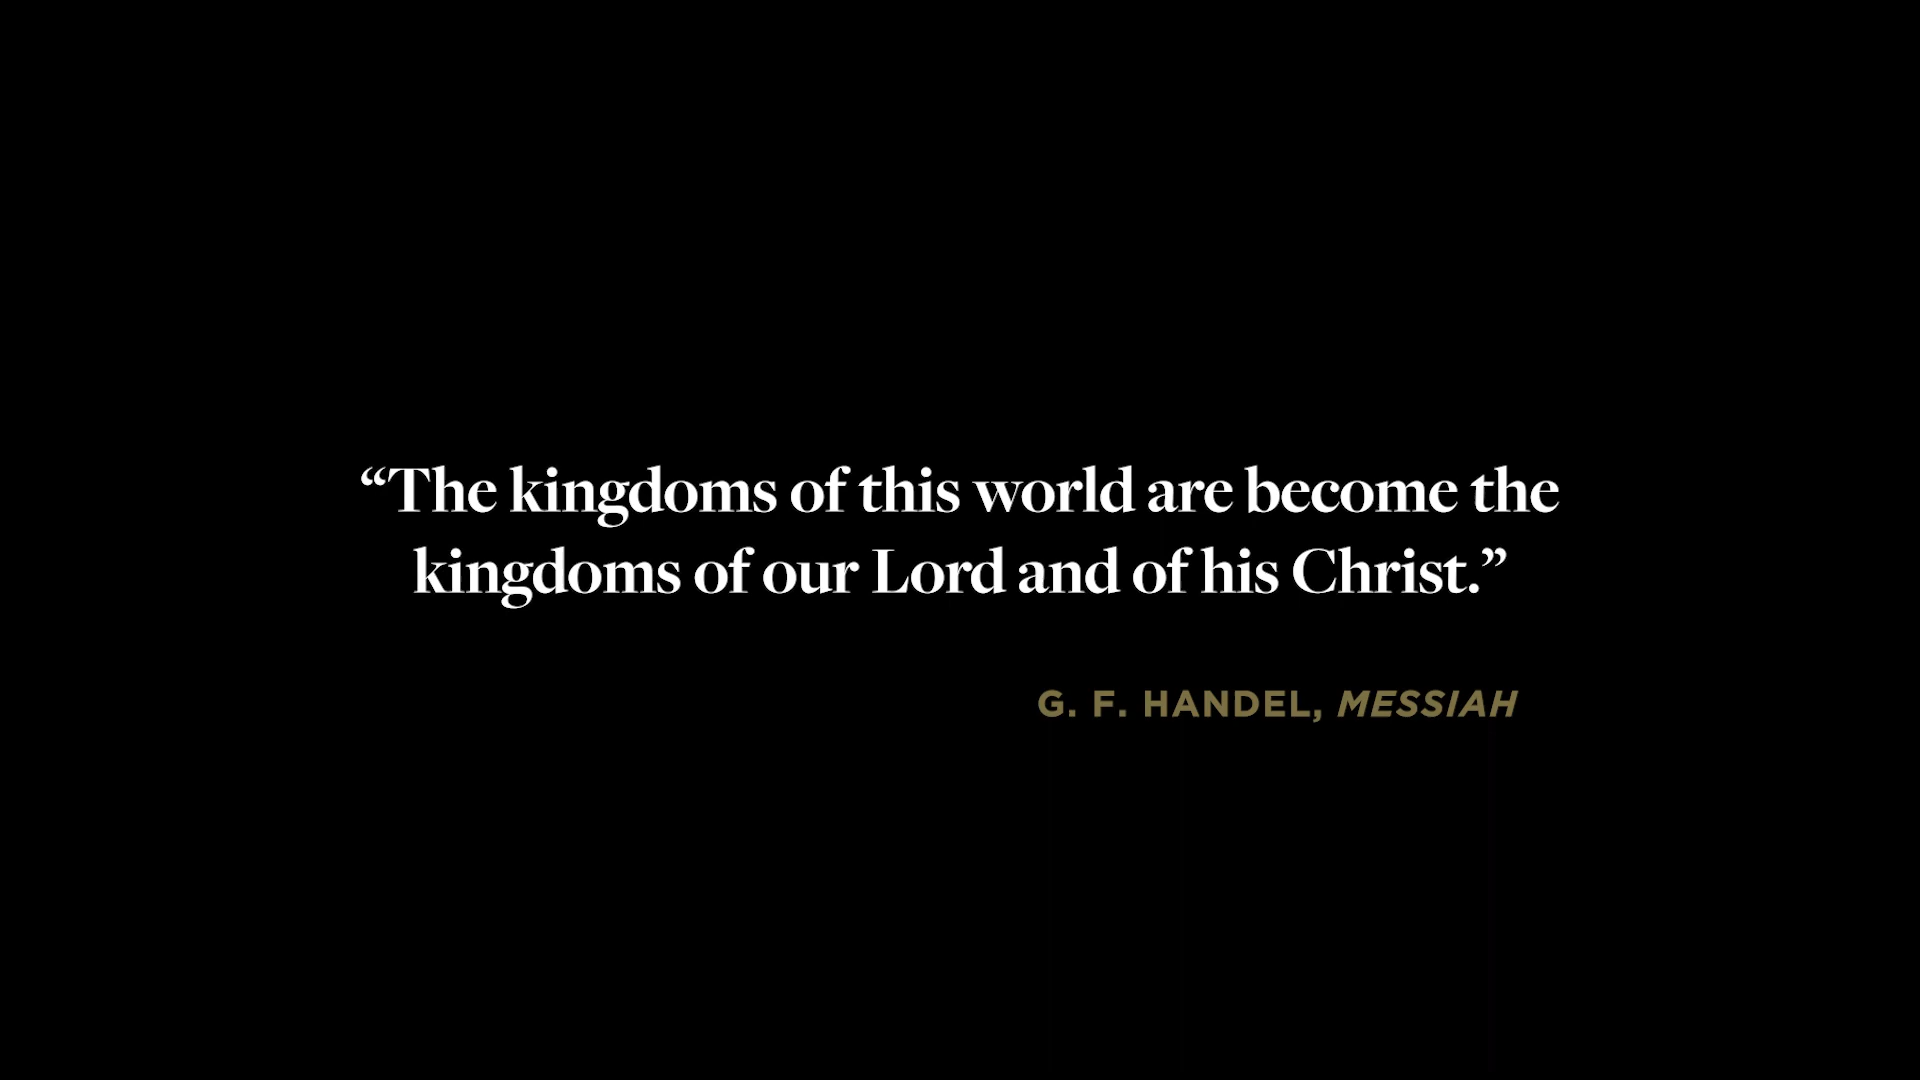 “The kingdoms of this world are become the
kingdoms of our Lord and of his Christ.”
G. F. HANDEL, MESSIAH